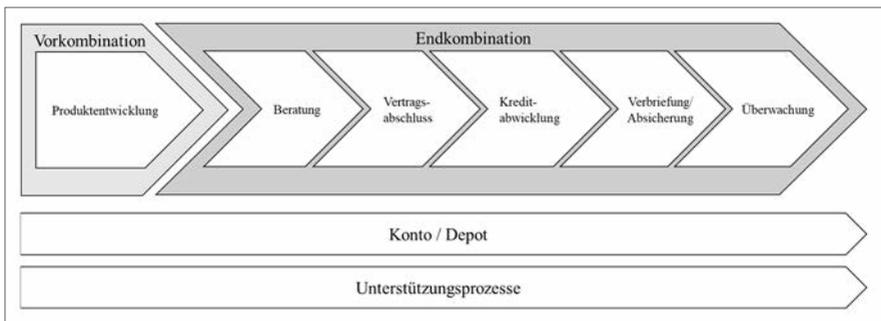 Vorkombination
Endkombination
Produktentwicklung
Beratung
Vertrags-
abschluss
Kredit-
abwicklung
Verbriefung/
Absicherung
Überwachung
Konto / Depot
Unterstützungsprozesse